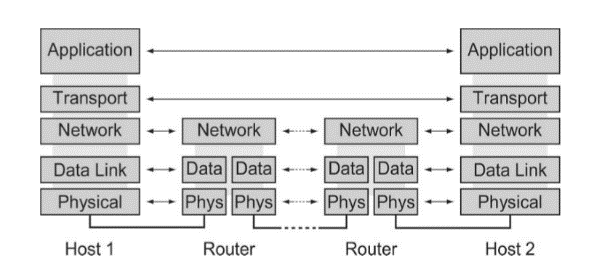 Application Application
Transport Transport
Network Network Network Network
Data Link Data Data Data Data Data Link
Physical Phys Phys Phys Phys Physical
Host 1 Router Router Host 2